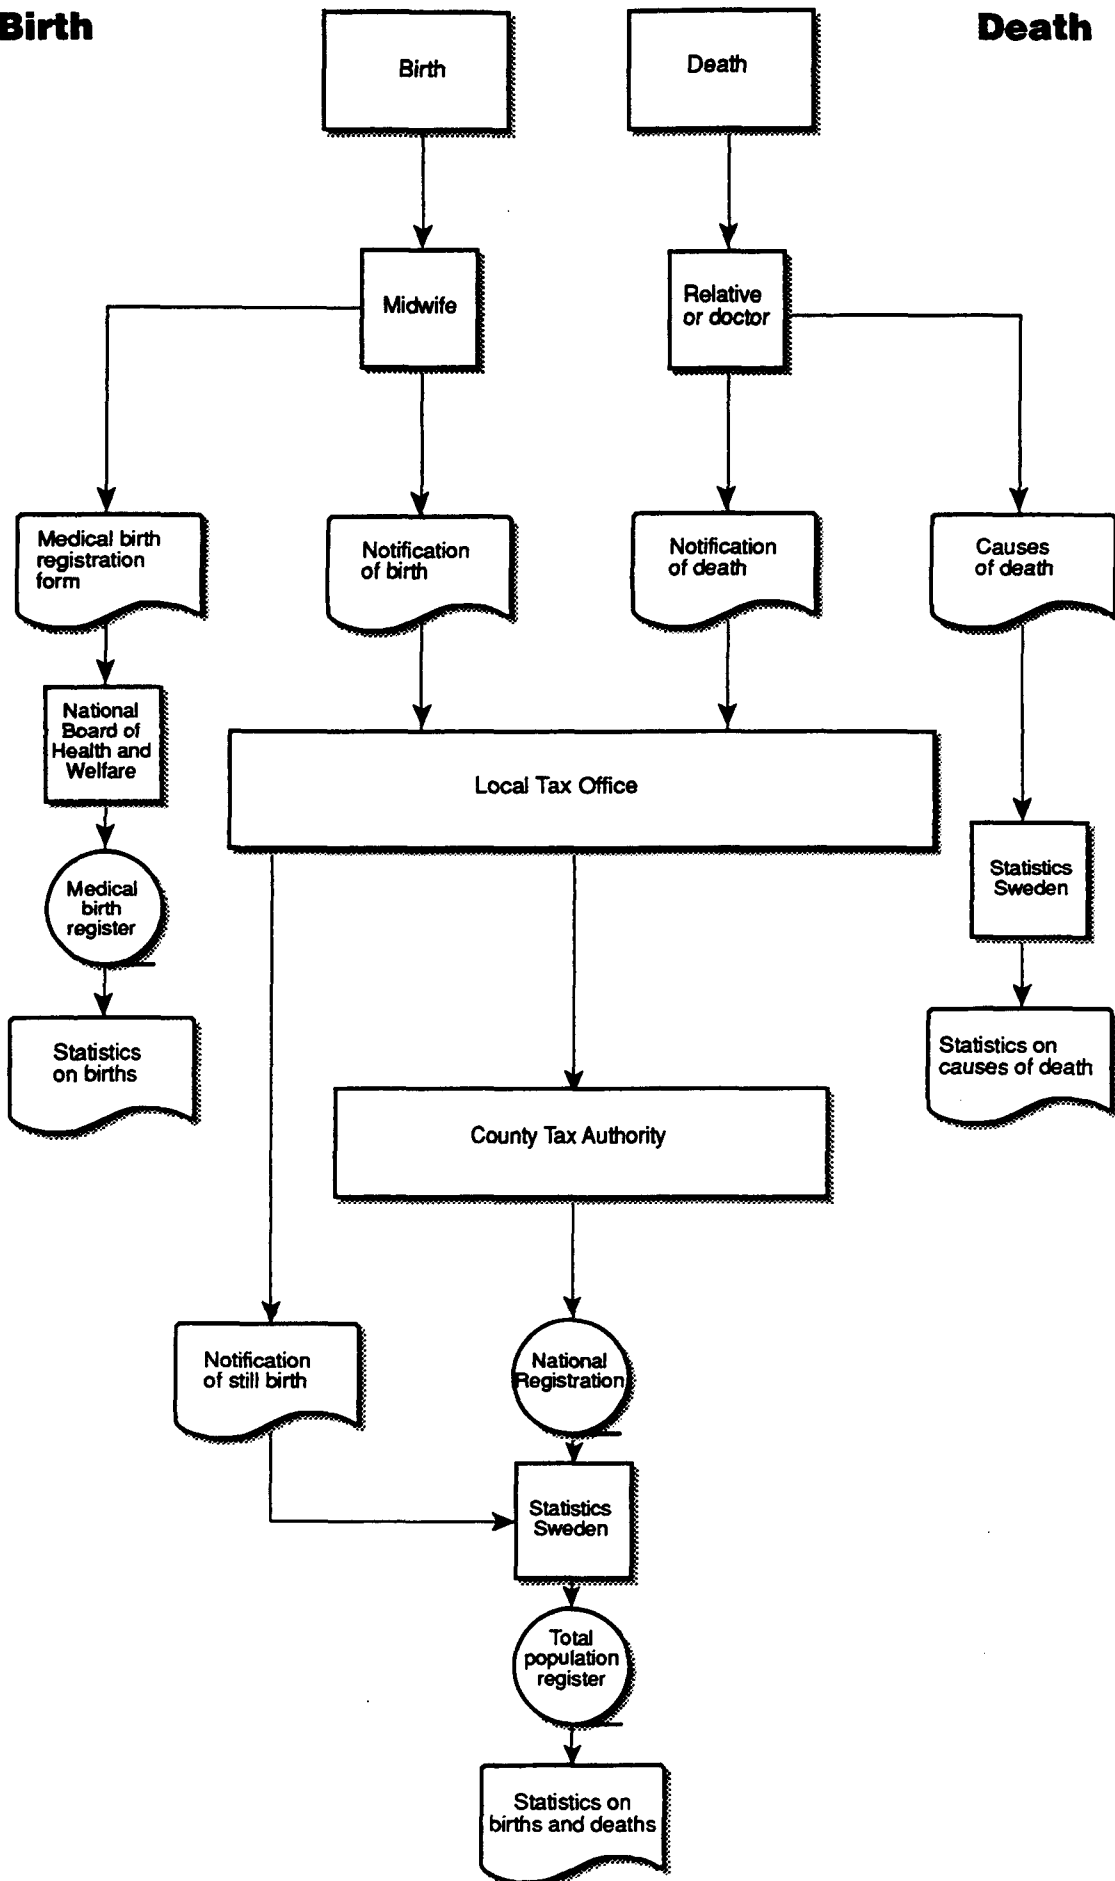 Birth
Death
Birth
Death
Midwife
Relative
or doctor
Medical birth
registration
form
Notification
of birth
Notification
of death
Causes
of death
National
Board of
Health and
Welfare
Local Tax Office
Medical
birth
register
Statistics
Sweden
Statistics
on births
Statistics on
causes of death
County Tax Authority
Notification
of still birth
National
Registration
Statistics
Sweden
Total
population
register
Statistics on
births and deaths